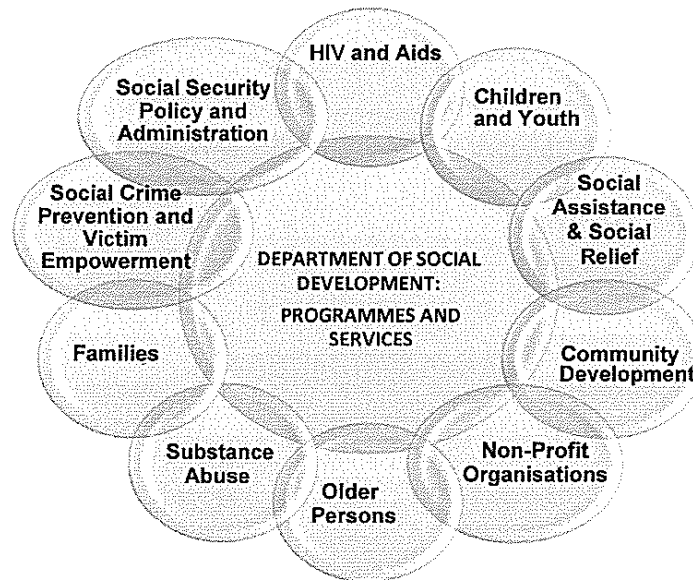 HIV and Aids
Children
and Youth
Social
Assistance
& Social
Relief
Community
Development
Non-Profit
Organisations
Older
Persons
Substance
Abuse
Families
Social Crime
Prevention and
Victim
Empowerment
Social Security
Policy and
Administration
DEPARTMENT OF SOCIAL
DEVELOPMENT:
PROGRAMMES AND
SERVICES